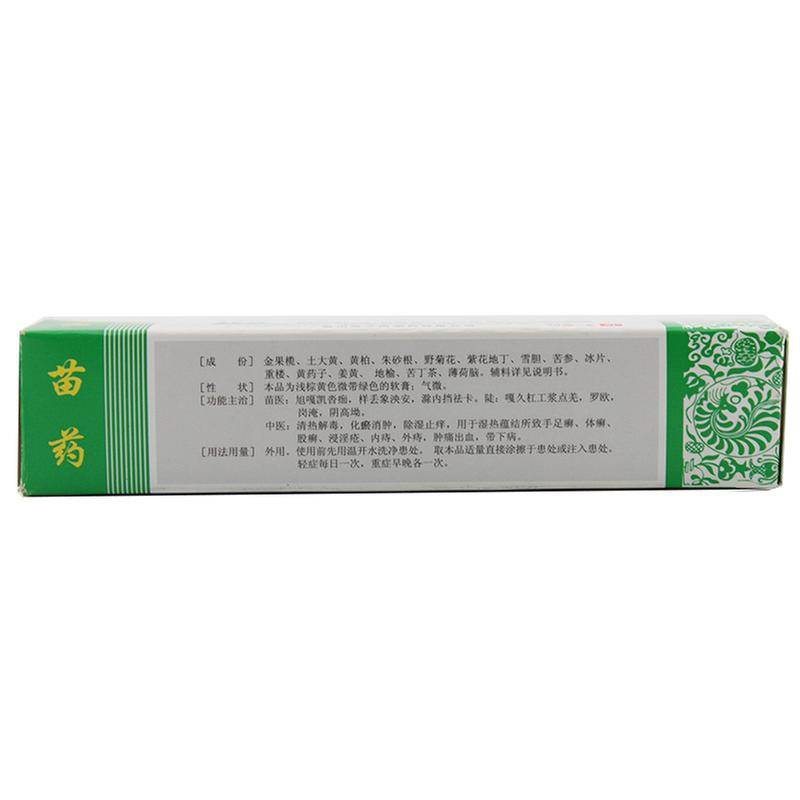 苗药
[成 份] 金果榄、土大黄、黄柏、朱砂根、野菊花、紫花地丁、雪胆、苦参、冰片、
重楼、黄药子、姜黄、 地榆、苦丁茶、薄荷脑。辅料详见说明书。
[性 状] 本品为浅棕黄色微带绿色的软膏；气微。
[功能主治] 苗医：旭嘎凯沓痂，样丢象泱安，滁内挡祛卡。陡：嘎久杠工浆点羌，罗欧，
岗淹，阴高坳。
中医：清热解毒，化瘀消肿，除湿止痒，用于湿热蕴结所致手足癣、体癣、
股癣、浸淫疮、内痔、外痔，肿痛出血，带下病。
[用法用量] 外用。使用前先用温开水洗净患处。 取本品适量直接涂擦于患处或注入患处。
轻症每日一次，重症早晚各一次。